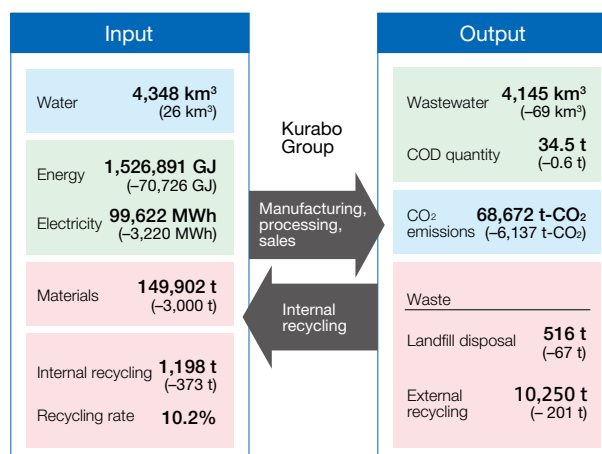 Input
Water 4,348 km³
(26 km³)
Energy 1,526,891 GJ
(–70,726 GJ)
Electricity 99,622 MWh
(–3,220 MWh)
Materials 149,902 t
(–3,000 t)
Internal recycling 1,198 t
(–373 t)
Recycling rate 10.2%
Kurabo
Group
Manufacturing,
processing,
sales
Internal
recycling
Output
Wastewater 4,145 km³
(–69 km³)
COD quantity 34.5 t
(–0.6 t)
CO₂
emissions 68,672 t-CO₂
(–6,137 t-CO₂)
Waste
Landfill disposal 516 t
(–67 t)
External
recycling 10,250 t
(– 201 t)